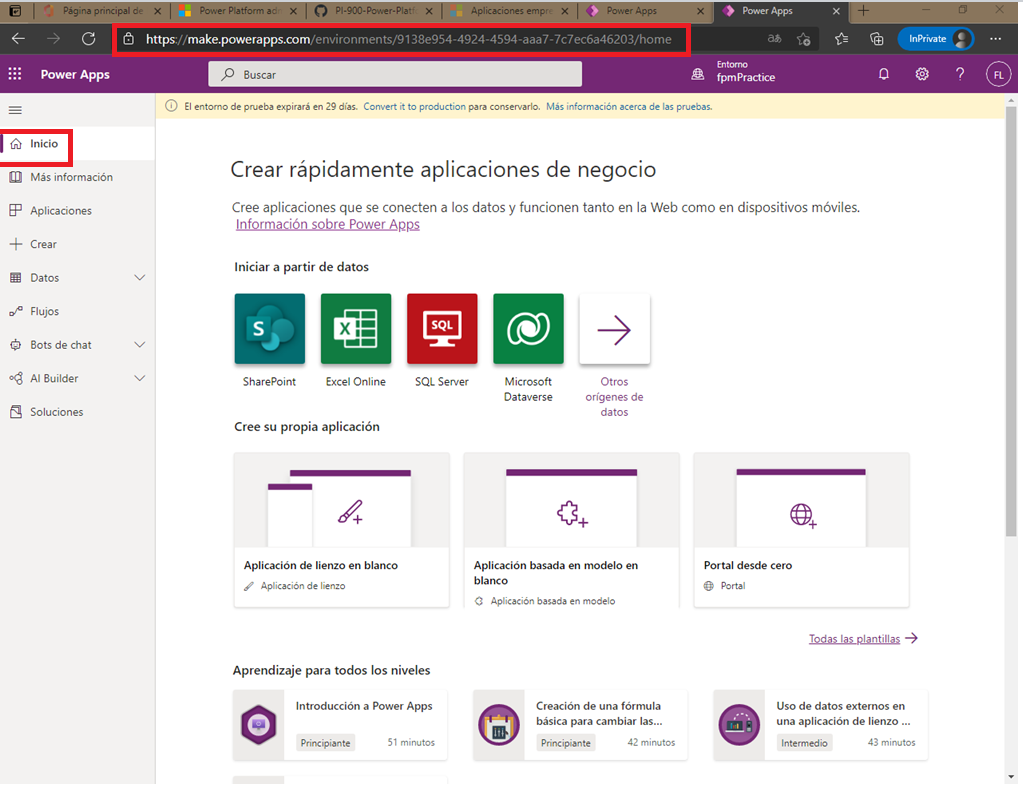 Página principal de
Power Platform adm
PI-900-Power-Platfo
Aplicaciones empre
Power Apps
Power Apps
https://make.powerapps.com/environments/9138e954-4924-4594-aaa7-7c7ec6a46203/home
InPrivate
Power Apps
Buscar
Entorno
fpmPractice
FL
El entorno de prueba expirará en 29 días. Convert it to production para conservarlo. Más información acerca de las pruebas.
Inicio
Más información
Aplicaciones
Crear
Datos
Flujos
Bots de chat
AI Builder
Soluciones
Crear rápidamente aplicaciones de negocio
Cree aplicaciones que se conecten a los datos y funcionen tanto en la Web como en dispositivos móviles.
Información sobre Power Apps
Iniciar a partir de datos
S
X
SQL
SharePoint
Excel Online
SQL Server
Microsoft
Dataverse
Otros
orígenes de
datos
Cree su propia aplicación
Aplicación de lienzo en blanco
Aplicación de lienzo
Aplicación basada en modelo en
blanco
Aplicación basada en modelo
Portal desde cero
Portal
Todas las plantillas
Aprendizaje para todos los niveles
Introducción a Power Apps
Principiante
51 minutos
Creación de una fórmula
básica para cambiar las...
Principiante
42 minutos
Uso de datos externos en
una aplicación de lienzo ...
Intermedio
43 minutos